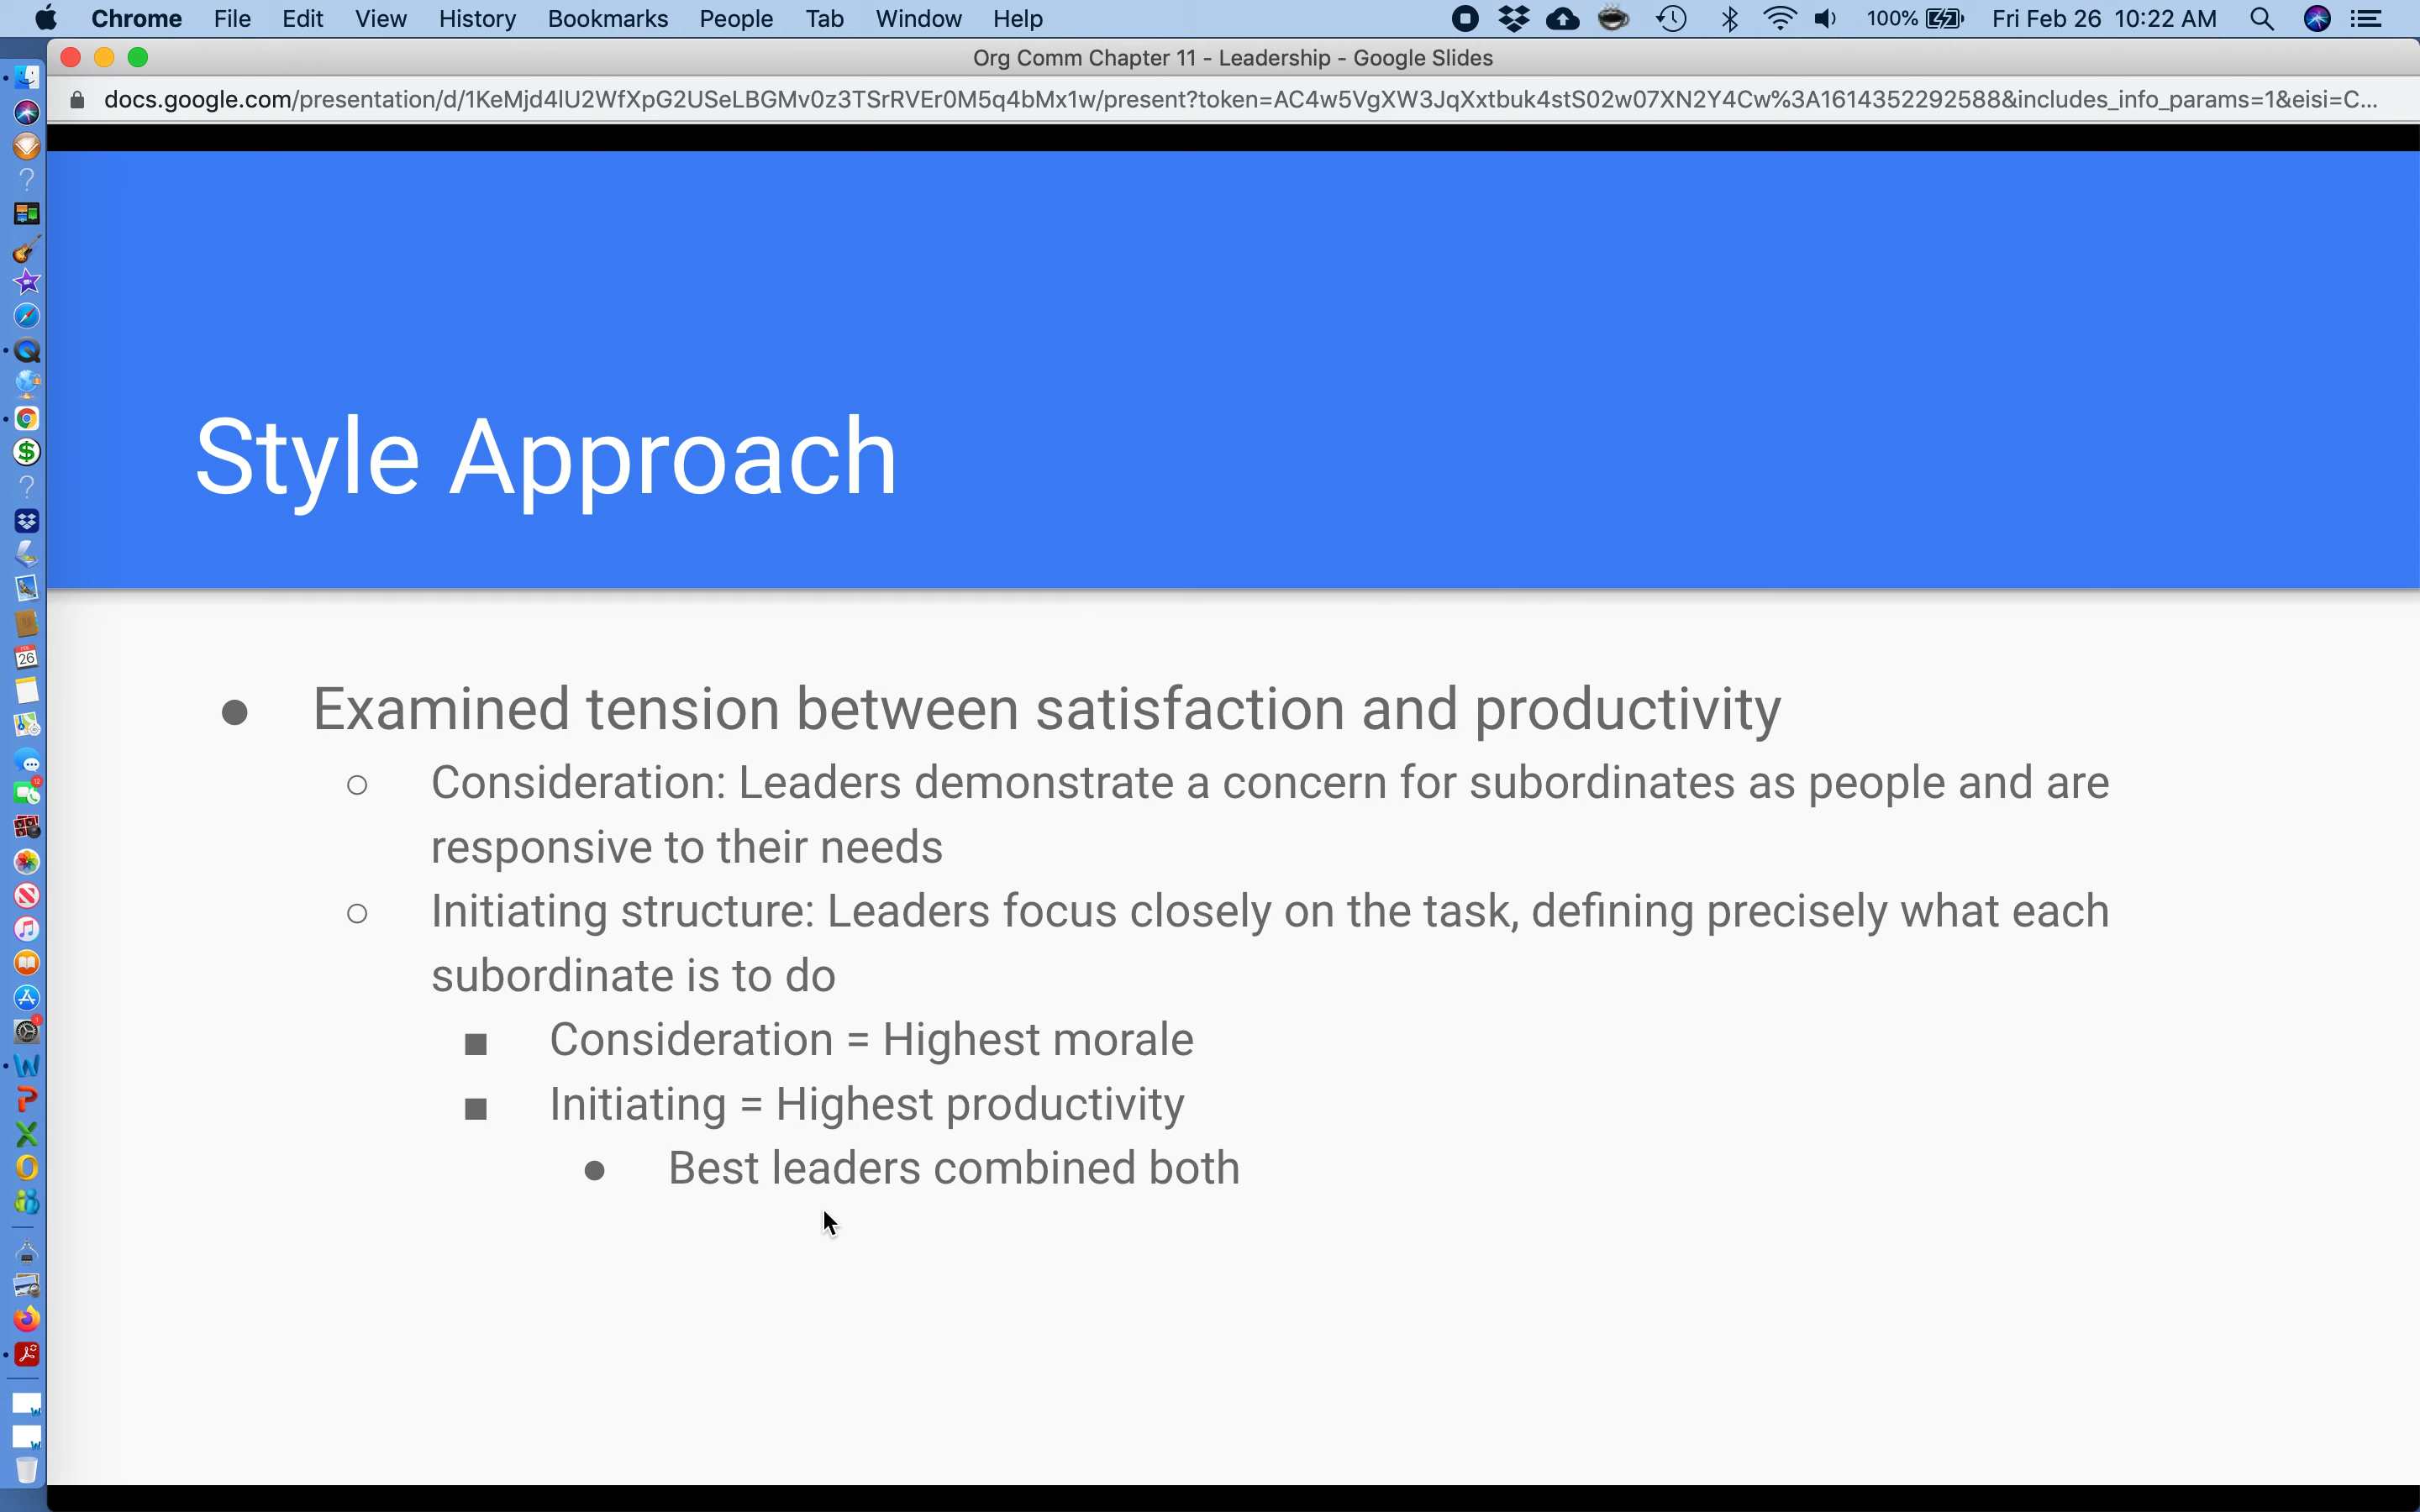 Chrome File Edit View History Bookmarks People Tab Window Help 100% Fri Feb 26 10:22 AM
Org Comm Chapter 11 - Leadership - Google Slides
docs.google.com/presentation/d/1KeMjd4lU2WfXpG2USeLBGMv0z3TSrRVEr0M5q4bMx1w/present?token=AC4w5VgXW3JqXxtbuk4stS02w07XN2Y4Cw%3A1614352292588&includes_info_params=1&eisi=C...
Style Approach
● Examined tension between satisfaction and productivity
○ Consideration: Leaders demonstrate a concern for subordinates as people and are
responsive to their needs
○ Initiating structure: Leaders focus closely on the task, defining precisely what each
subordinate is to do
■ Consideration = Highest morale
■ Initiating = Highest productivity
● Best leaders combined both